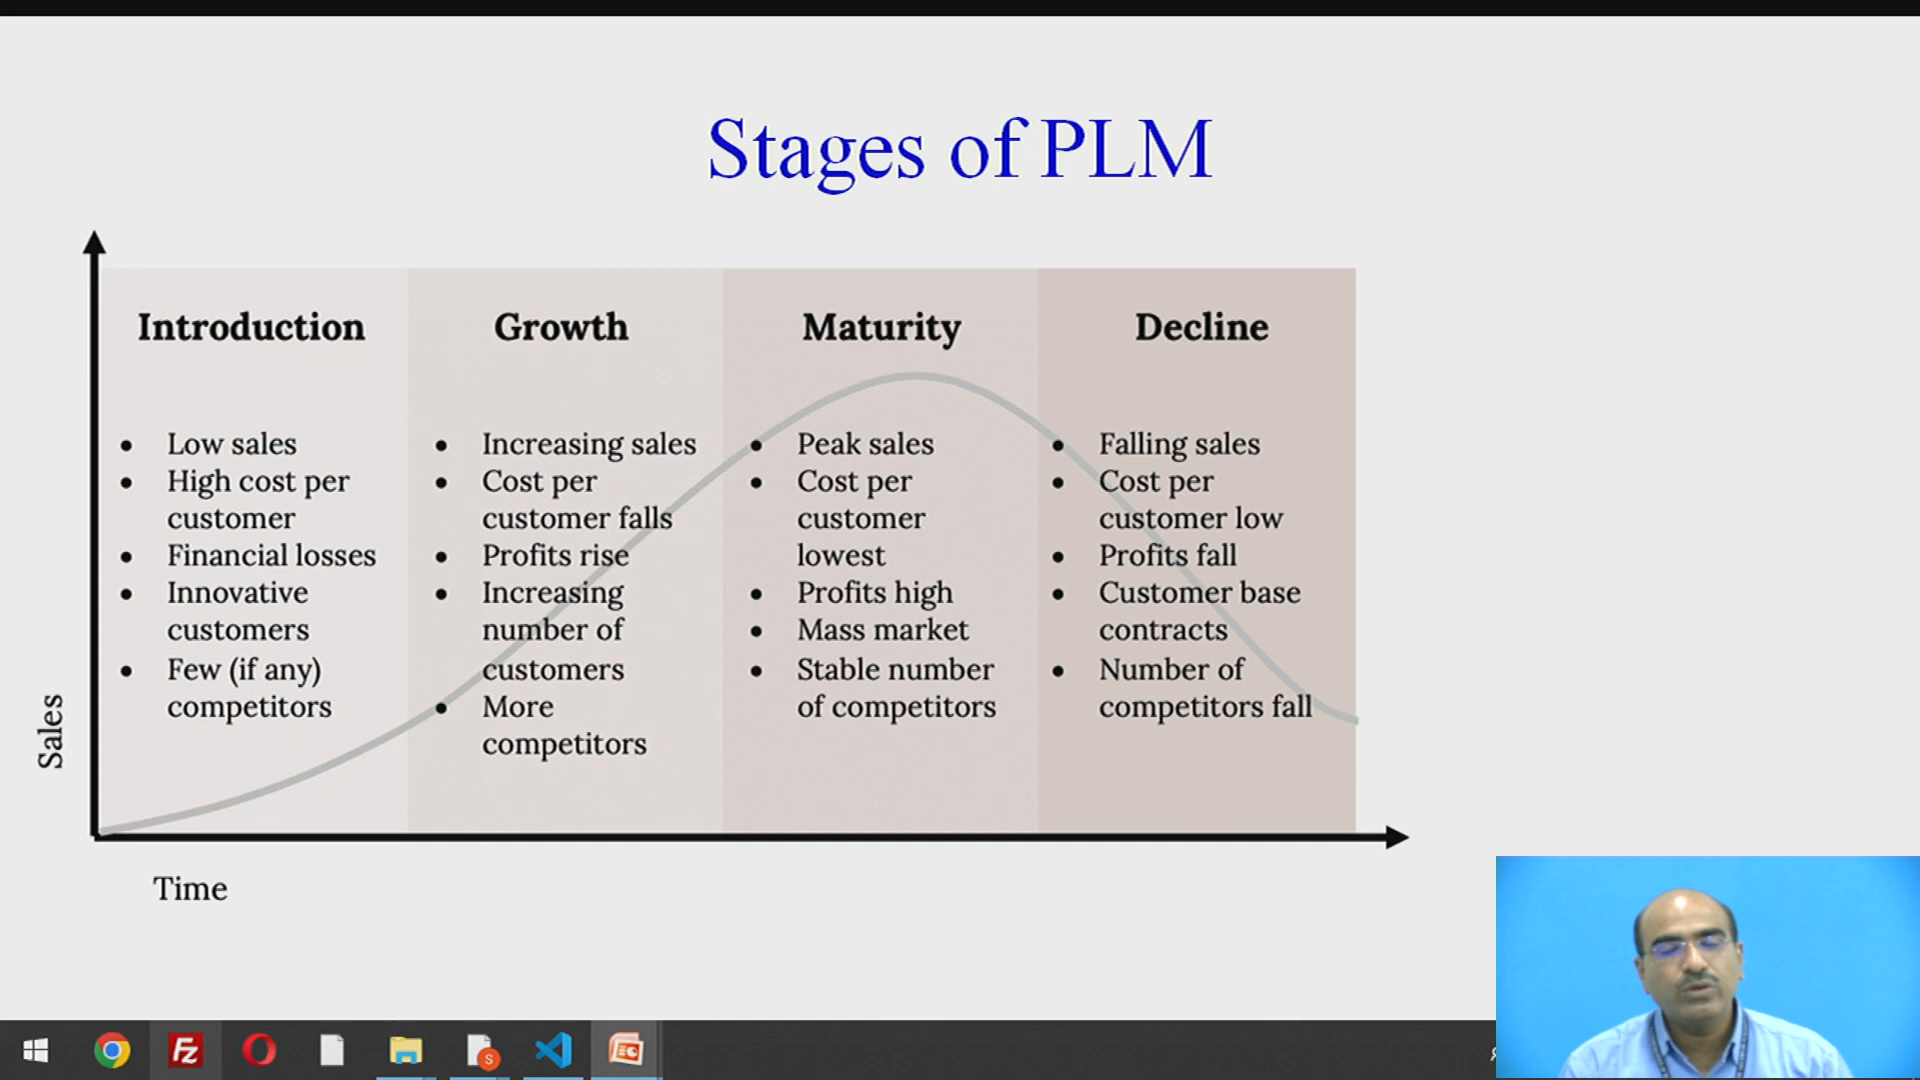 Stages of PLM
Introduction
Low sales
High cost per
customer
Financial losses
Innovative
customers
Few (if any)
competitors
Growth
Increasing sales
Cost per
customer falls
Profits rise
Increasing
number of
customers
More
competitors
Maturity
Peak sales
Cost per
customer
lowest
Profits high
Mass market
Stable number
of competitors
Decline
Falling sales
Cost per
customer low
Profits fall
Customer base
contracts
Number of
competitors fall
Sales
Time